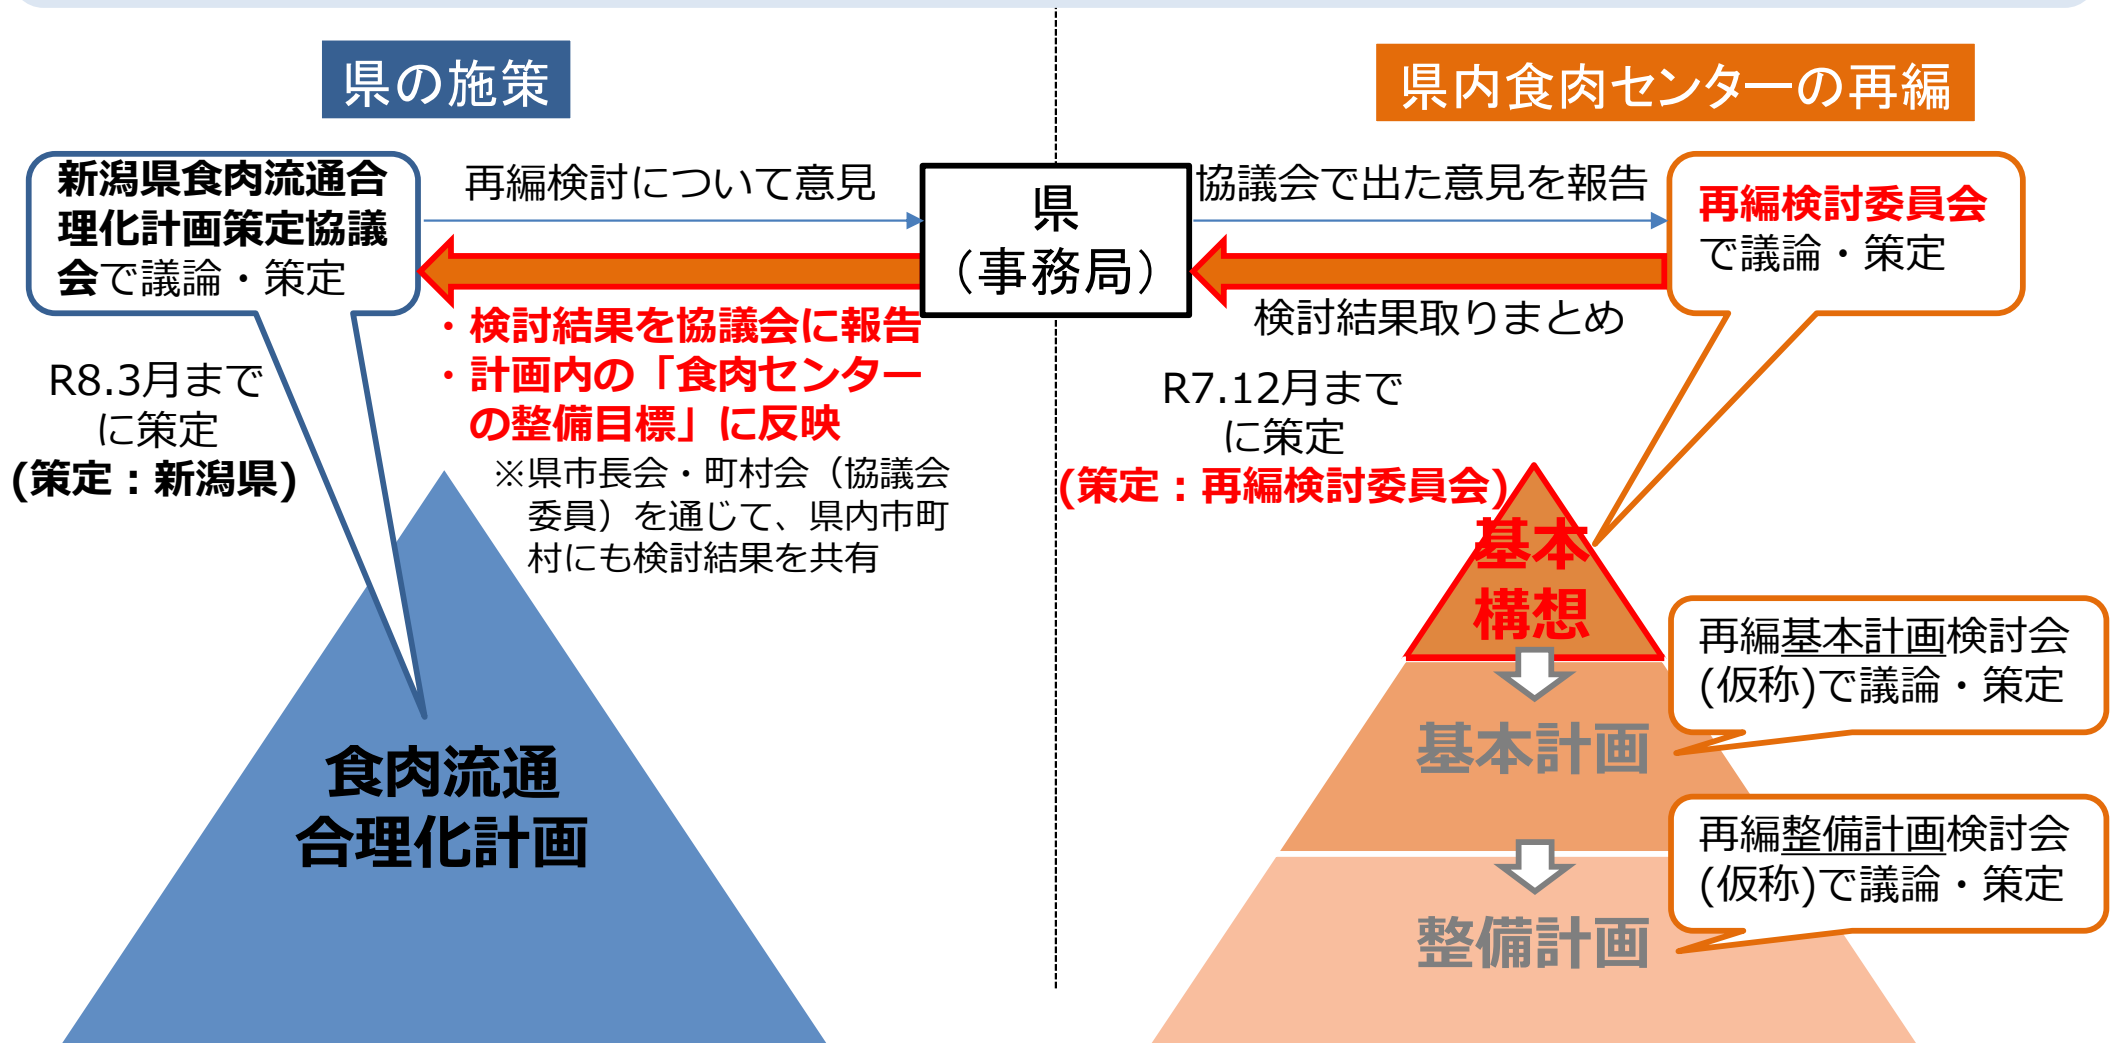 県の施策
県内食肉センターの再編
新潟県食肉流通合
理化計画策定協議
会で議論・策定
再編検討について意見
県
（事務局）
協議会で出た意見を報告
再編検討委員会
で議論・策定
・検討結果を協議会に報告
・計画内の「食肉センター
の整備目標」に反映
※県市長会・町村会（協議会
委員）を通じて、県内市町
村にも検討結果を共有
検討結果取りまとめ
R8.3月まで
に策定
(策定：新潟県)
R7.12月まで
に策定
(策定：再編検討委員会)
食肉流通
合理化計画
基本
構想
基本計画
整備計画
再編基本計画検討会
(仮称)で議論・策定
再編整備計画検討会
(仮称)で議論・策定